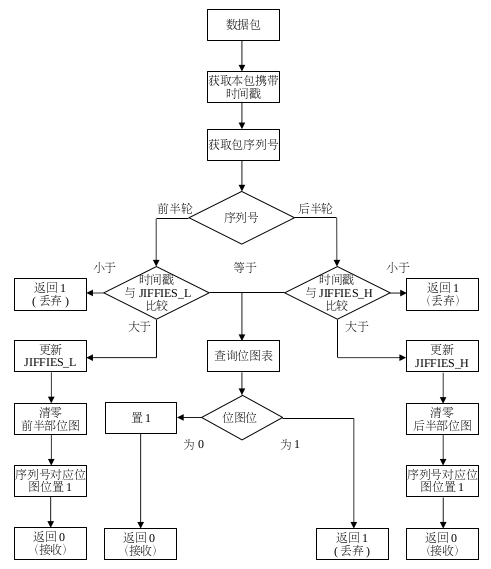 数据包
获取本包携带
时间戳
获取包序列号
前半轮
后半轮
序列号
小于
时间戳
与 JIFFIES_L
比较
等于
时间戳
与 JIFFIES_H
比较
小于
返回 1
( 丢弃 )
返回 1
（丢弃）
大于
大于
更新
JIFFIES_L
查询位图表
更新
JIFFIES_H
清零
前半部位图
置 1
位图位
清零
后半部位图
为 0
为 1
序列号对应位
图位置 1
序列号对应位
图位置 1
返回 0
（接收）
返回 0
（接收）
返回 1
( 丢弃 )
返回 0
（接收）